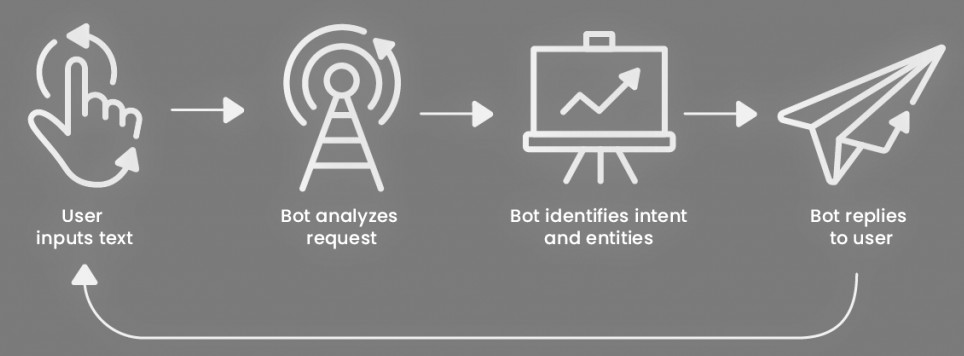 User
inputs text
Bot analyzes
request
Bot identifies intent
and entities
Bot replies
to user